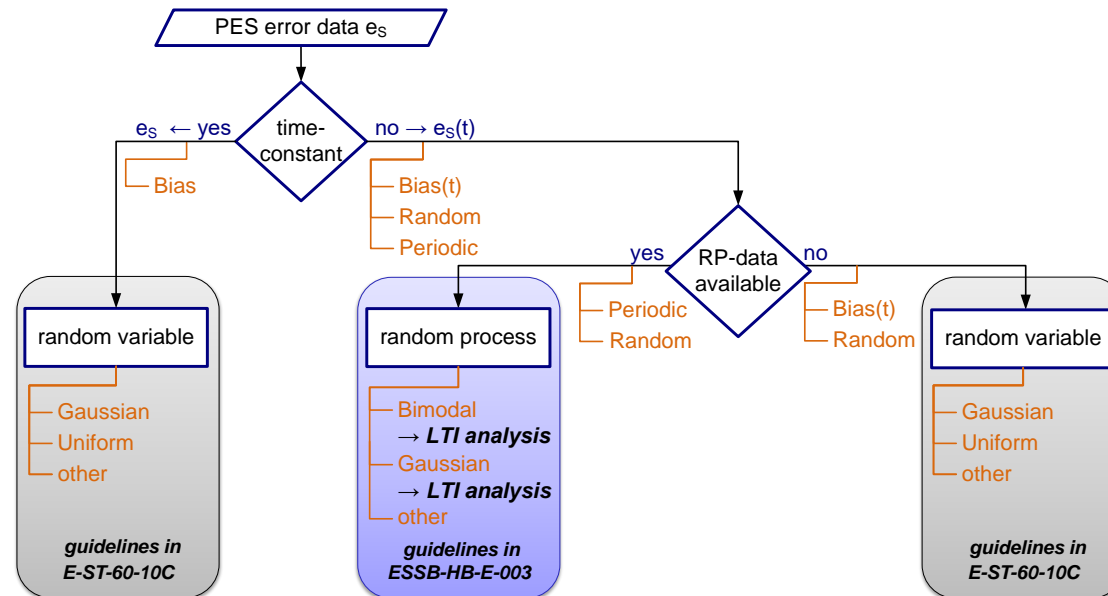 PES error data eS
time-
constant
eS ← yes
no → eS(t)
Bias
Bias(t)
Random
Periodic
RP-data
available
yes
no
Periodic
Random
Bias(t)
Random
random variable
Gaussian
Uniform
other
guidelines in
E-ST-60-10C
random process
Bimodal
→ LTI analysis
Gaussian
→ LTI analysis
other
guidelines in
ESSB-HB-E-003
random variable
Gaussian
Uniform
other
guidelines in
E-ST-60-10C